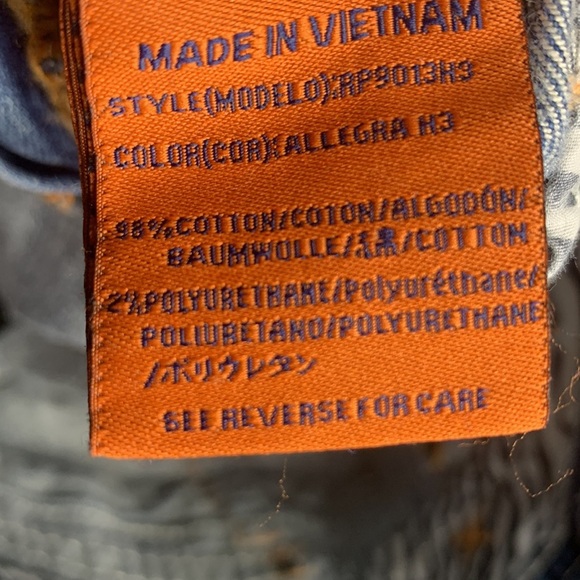 MADE IN VIETNAM
STYLE(MODELO):RP9013H3
COLOR(COR):ALLEGRA H3
98%COTTON/COTON/ALGODÓN/
BAUMWOLLE/綿/COTTON
2%POLYURETHANE/Polyuréthane/
POLIURETANO/POLYURETHANE
/ポリウレタン
SEE REVERSE FOR CARE